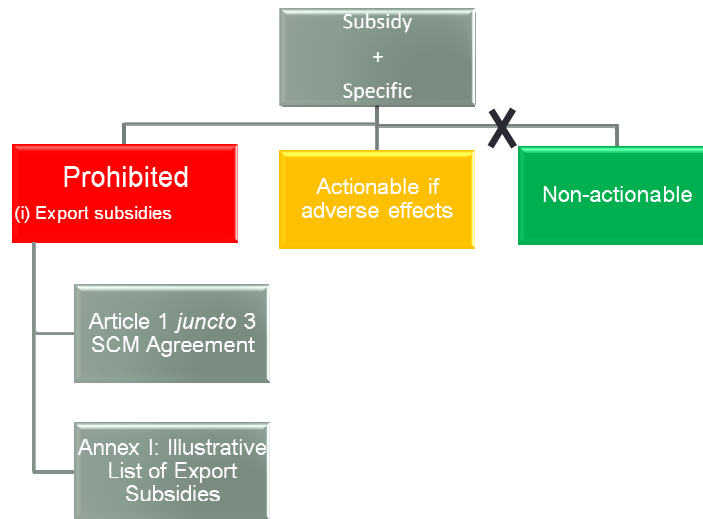 Subsidy
+
Specific
Prohibited
(i) Export subsidies
Actionable if
adverse effects
Non-actionable
Article 1 juncto 3
SCM Agreement
Annex I: Illustrative
List of Export
Subsidies